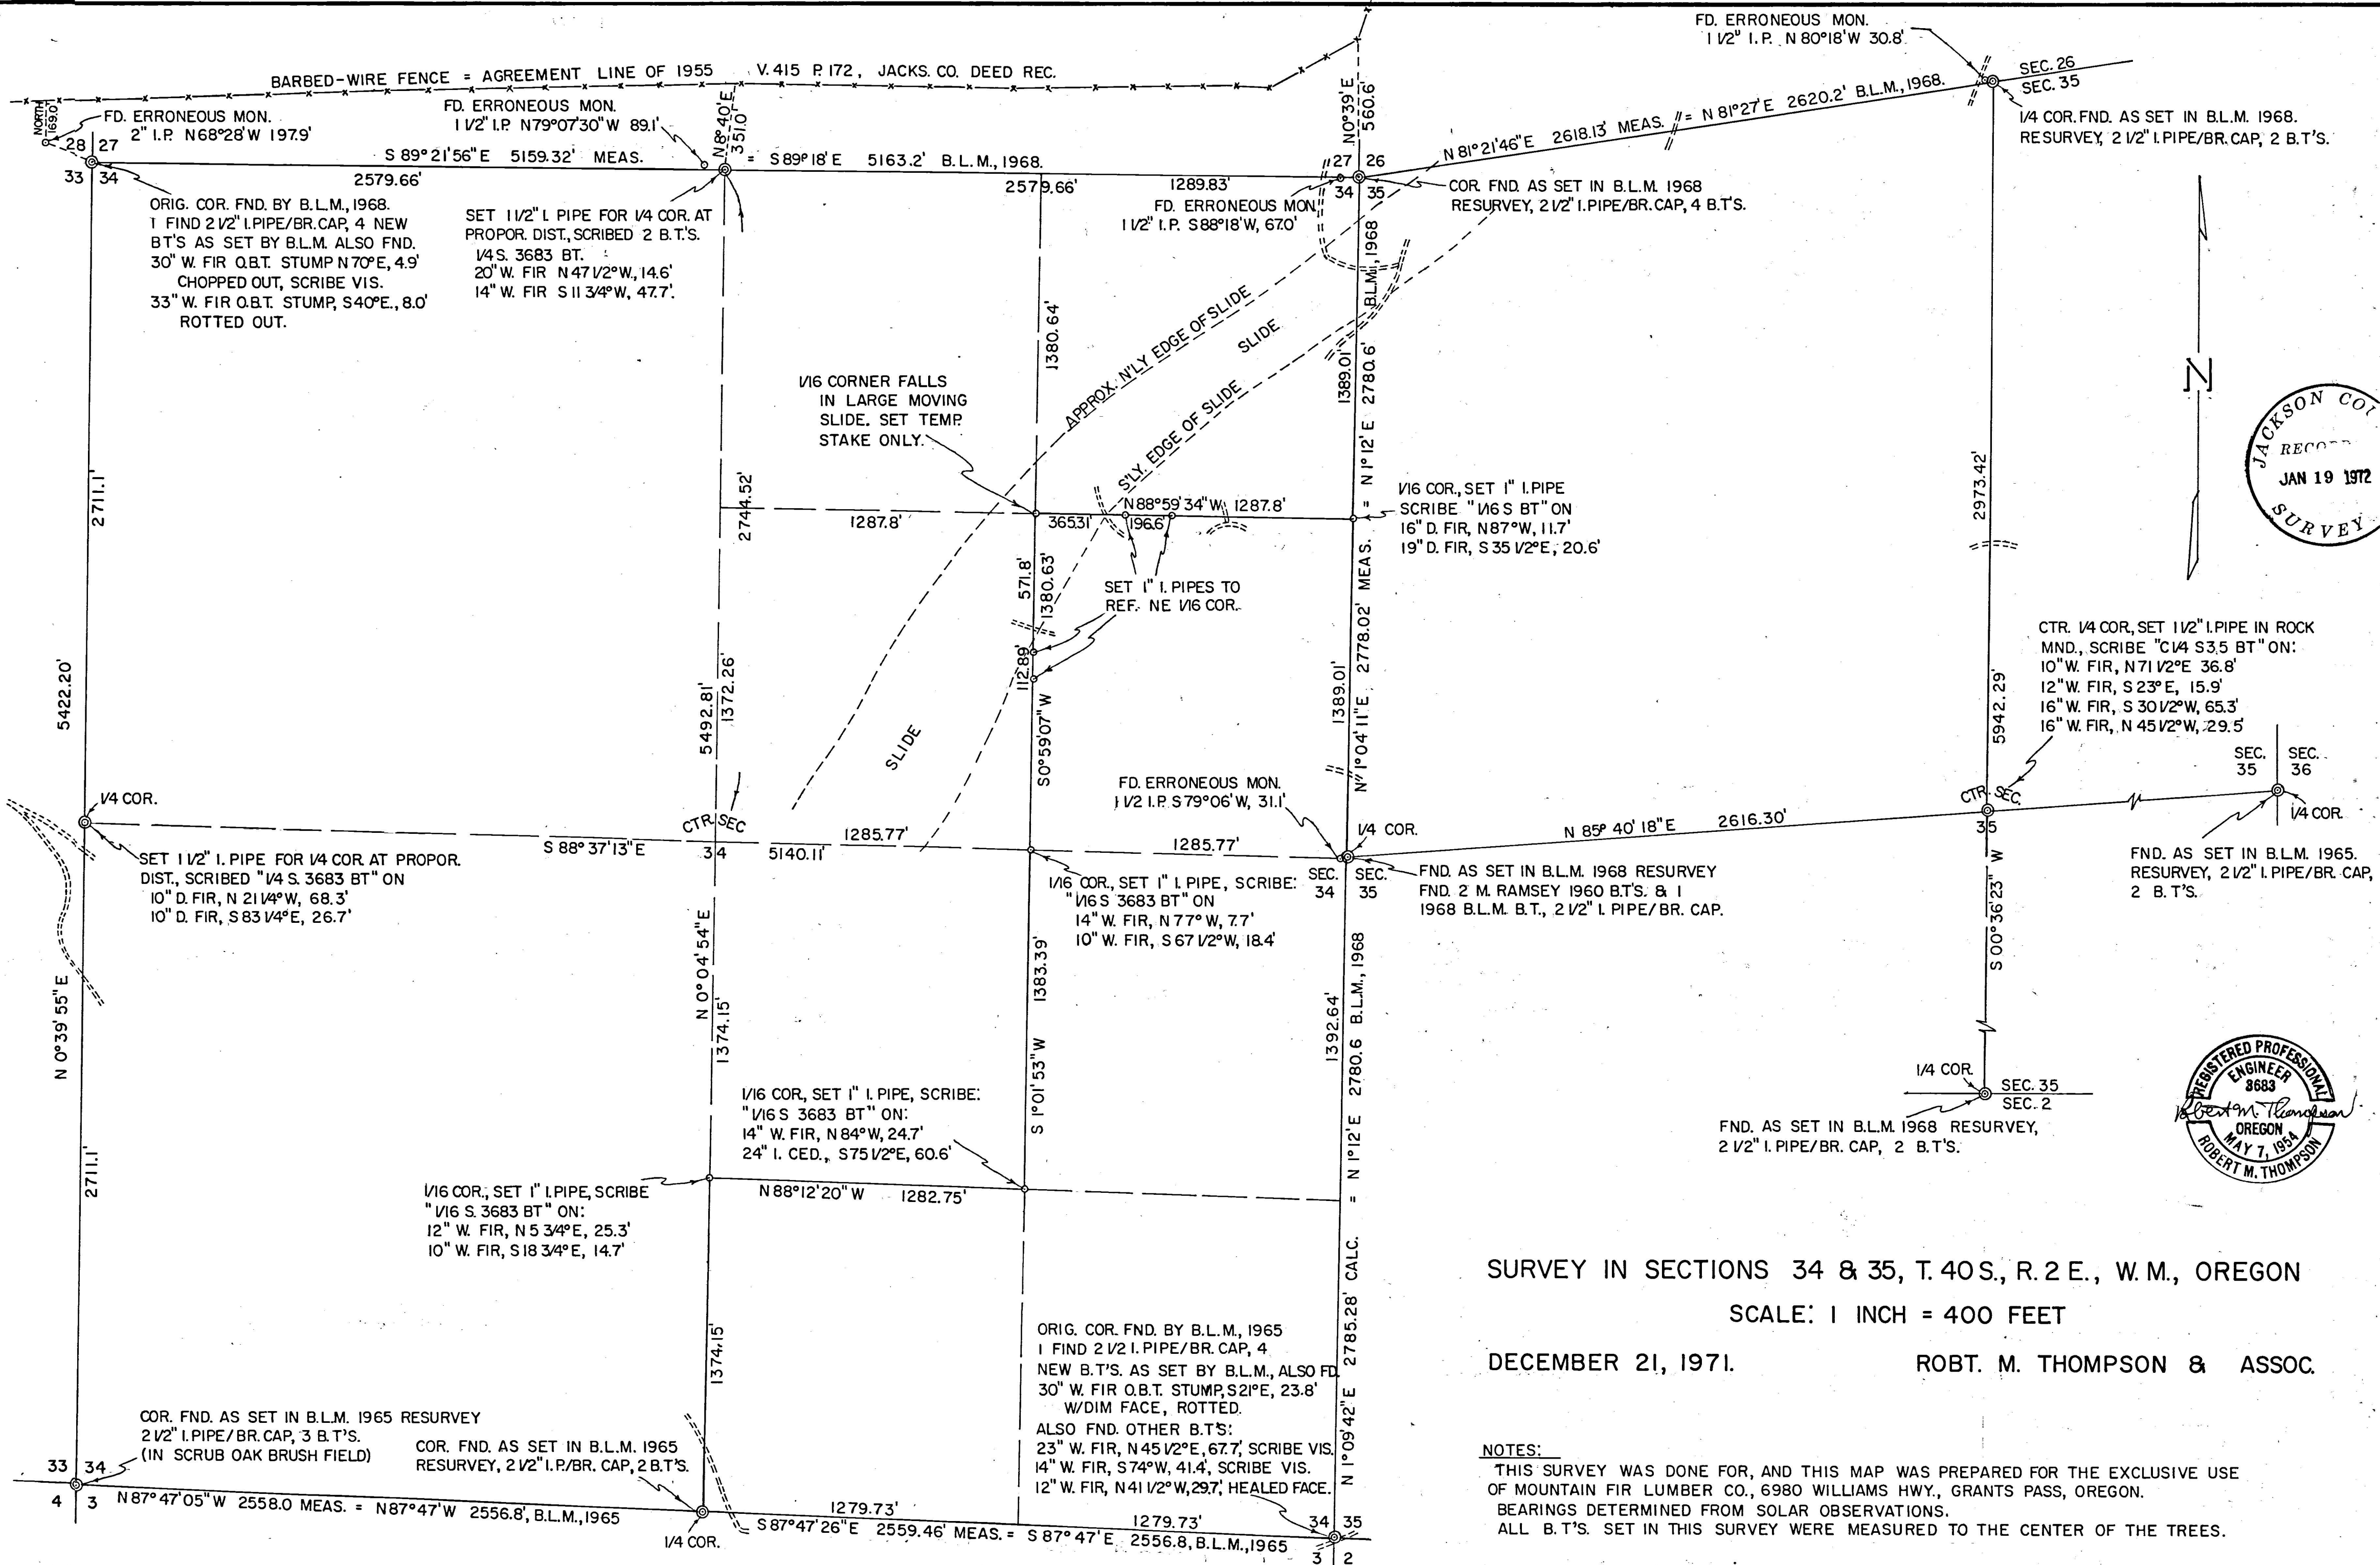 BARBED-WIRE FENCE = AGREEMENT LINE OF 1955 V. 415 P. 172, JACKS. CO. DEED REC.
NORTH
169.0'
FD. ERRONEOUS MON.
2" I.P. N68°28'W 197.9'
28 27
33 34
FD. ERRONEOUS MON.
1 1/2" I.P. N79°07'30"W 89.1'
N8°40'E
351.0'
S 89°21'56"E 5159.32' MEAS. = S89°18'E 5163.2' B.L.M., 1968.
2579.66'
2579.66'
1289.83'
N0°39'E
560.6'
27 26
34 35
FD. ERRONEOUS MON.
1 1/2" I.P. S88°18'W, 67.0'
COR. FND. AS SET IN B.L.M. 1968
RESURVEY, 2 1/2" I.PIPE/BR.CAP, 4 B.T'S.
N 81°21'46"E 2618.13' MEAS. = N 81°27'E 2620.2' B.L.M., 1968.
FD. ERRONEOUS MON.
1 1/2" I.P. N 80°18'W 30.8'
SEC. 26
SEC. 35
1/4 COR. FND. AS SET IN B.L.M. 1968.
RESURVEY, 2 1/2" I.PIPE/BR. CAP, 2 B.T'S.
ORIG. COR. FND. BY B.L.M., 1968.
I FIND 2 1/2" I.PIPE/BR.CAP, 4 NEW
BT'S AS SET BY B.L.M. ALSO FND.
30" W. FIR O.B.T. STUMP N70°E, 4.9'
CHOPPED OUT, SCRIBE VIS.
33" W. FIR O.B.T. STUMP, S40°E., 8.0'
ROTTED OUT.
SET 1 1/2" I. PIPE FOR 1/4 COR. AT
PROPOR. DIST., SCRIBED 2 B.T.'S.
1/4 S. 3683 BT.
20" W. FIR N 47 1/2°W., 14.6'
14" W. FIR S 11 3/4°W, 47.7'.
1380.64'
1/16 CORNER FALLS
IN LARGE MOVING
SLIDE. SET TEMP.
STAKE ONLY.
APPROX. N'LY EDGE OF SLIDE
SLIDE
S'LY. EDGE OF SLIDE
1389.01'
N 1°04'11"E 2778.02' MEAS. = N 1°12' E 2780.6' B.L.M., 1968
N
JACKSON COU
JAN 19 1972
SURVEY
2711.1'
2744.52'
1287.8'
365.31'
N88°59'34"W
196.6'
1287.8'
1/16 COR., SET 1" I.PIPE
SCRIBE "1/16 S BT" ON
16" D. FIR, N87°W, 11.7'
19" D. FIR, S 35 1/2°E, 20.6'
2973.42'
571.8'
1380.63'
SET 1" I. PIPES TO
REF. NE 1/16 COR.
112.89'
S0°59'07"W
1389.01'
CTR. 1/4 COR., SET 1 1/2" I.PIPE IN ROCK
MND., SCRIBE "C1/4 S3,5 BT" ON:
10" W. FIR, N71 1/2°E 36.8'
12" W. FIR, S 23°E, 15.9'
16" W. FIR, S 30 1/2°W, 65.3'
16" W. FIR, N 45 1/2°W, 29.5'
5422.20'
5492.81'
1372.26'
SLIDE
5942.29'
SEC. 35
SEC. 36
1/4 COR.
FND. AS SET IN B.L.M. 1965.
RESURVEY, 2 1/2" I. PIPE/BR. CAP,
2 B.T'S.
CTR. SEC.
35
N 85° 40' 18"E 2616.30'
1/4 COR.
FD. ERRONEOUS MON.
1 1/2 I.P. S79°06'W, 31.1'
1/4 COR.
CTR. SEC
34
S 88°37'13"E
5140.11'
1285.77'
1285.77'
SET 1 1/2" I. PIPE FOR 1/4 COR. AT PROPOR.
DIST., SCRIBED "1/4 S. 3683 BT" ON
10" D. FIR, N 21 1/4°W, 68.3'
10" D. FIR, S 83 1/4°E, 26.7'
1/16 COR., SET 1" I. PIPE, SCRIBE:
"1/16 S 3683 BT" ON
14" W. FIR, N 77° W, 7.7'
10" W. FIR, S 67 1/2°W, 18.4'
SEC. 34
SEC. 35
FND. AS SET IN B.L.M. 1968 RESURVEY
FND. 2 M. RAMSEY 1960 B.T'S. & 1
1968 B.L.M. B.T., 2 1/2" I. PIPE/BR. CAP.
S 00°36'23" W
N 0°39'55"E
N 0°04'54"E
1374.15'
1383.39'
S 1°01'53"W
1392.64'
N 1°09'42"E 2785.28' CALC. = N 1°12'E 2780.6 B.L.M., 1968
1/4 COR.
SEC. 35
SEC. 2
FND. AS SET IN B.L.M. 1968 RESURVEY,
2 1/2" I. PIPE/BR. CAP, 2 B.T'S.
REGISTERED PROFESSIONAL
ENGINEER
3683
Robert M. Thompson
OREGON
MAY 7, 1954
ROBERT M. THOMPSON
2711.1'
1/16 COR, SET 1" I. PIPE, SCRIBE:
"1/16 S 3683 BT" ON:
14" W. FIR, N 84°W, 24.7'
24" I. CED., S75 1/2°E, 60.6'
1/16 COR., SET 1" I.PIPE, SCRIBE
"1/16 S. 3683 BT" ON:
12" W. FIR, N 5 3/4°E, 25.3'
10" W. FIR, S 18 3/4°E, 14.7'
N 88°12'20"W 1282.75'
1374.15'
ORIG. COR. FND. BY B.L.M., 1965
I FIND 2 1/2 I. PIPE/BR. CAP, 4
NEW B.T'S. AS SET BY B.L.M., ALSO FD.
30" W. FIR O.B.T. STUMP, S21°E, 23.8'
W/DIM FACE, ROTTED.
ALSO FND. OTHER B.T'S:
23" W. FIR, N 45 1/2°E, 67.7', SCRIBE VIS.
14" W. FIR, S74°W, 41.4', SCRIBE VIS.
12" W. FIR, N 41 1/2°W, 29.7', HEALED FACE.
COR. FND. AS SET IN B.L.M. 1965 RESURVEY
2 1/2" I. PIPE/BR. CAP, 3 B.T'S.
(IN SCRUB OAK BRUSH FIELD)
COR. FND. AS SET IN B.L.M. 1965
RESURVEY, 2 1/2" I.P./BR. CAP, 2 B.T'S.
33 34
4 3
N 87°47'05"W 2558.0 MEAS. = N87°47'W 2556.8', B.L.M., 1965
1/4 COR.
1279.73'
1279.73'
S 87°47'26"E 2559.46' MEAS. = S 87°47'E 2556.8, B.L.M., 1965
34 35
3 2
SURVEY IN SECTIONS 34 & 35, T. 40 S., R. 2 E., W. M., OREGON
SCALE: 1 INCH = 400 FEET
DECEMBER 21, 1971. ROBT. M. THOMPSON & ASSOC.
NOTES:
THIS SURVEY WAS DONE FOR, AND THIS MAP WAS PREPARED FOR THE EXCLUSIVE USE
OF MOUNTAIN FIR LUMBER CO., 6980 WILLIAMS HWY., GRANTS PASS, OREGON.
BEARINGS DETERMINED FROM SOLAR OBSERVATIONS.
ALL B.T'S. SET IN THIS SURVEY WERE MEASURED TO THE CENTER OF THE TREES.